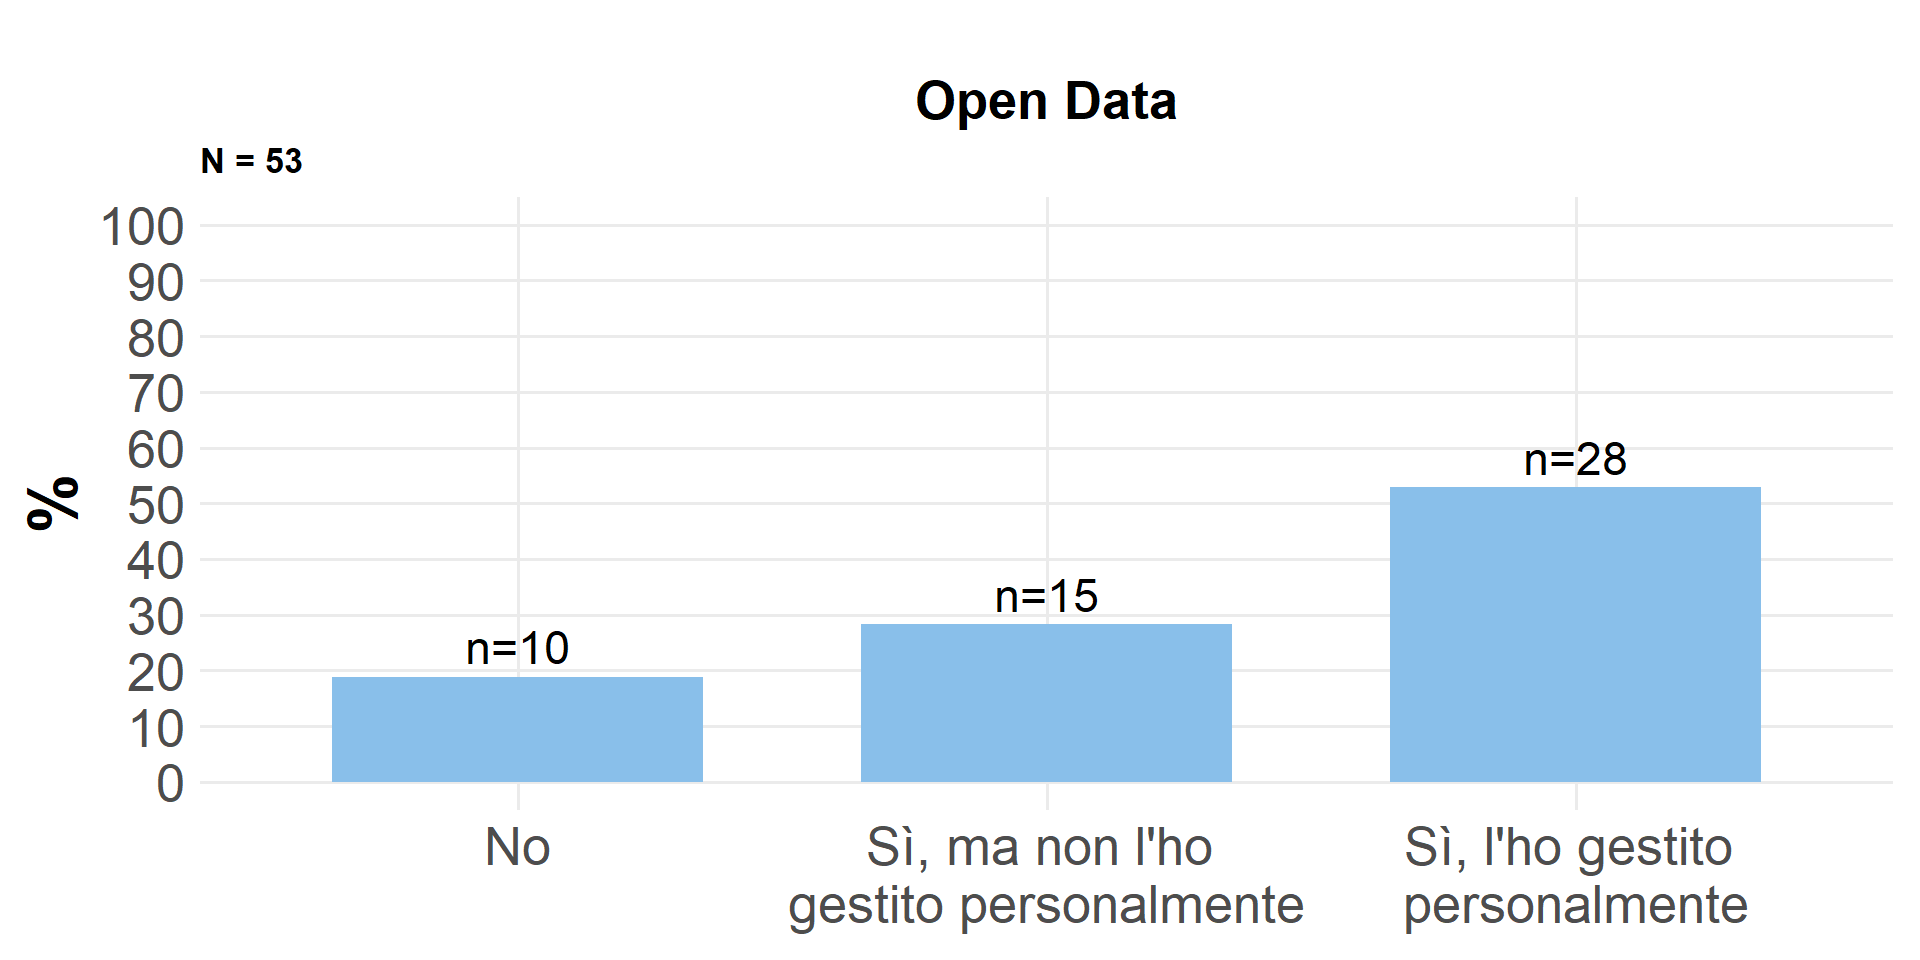 Open Data
N = 53
100
90
80
70
60
50
40
30
20
10
0
%
n=10
n=15
n=28
No
Sì, ma non l'ho
gestito personalmente
Sì, l'ho gestito
personalmente